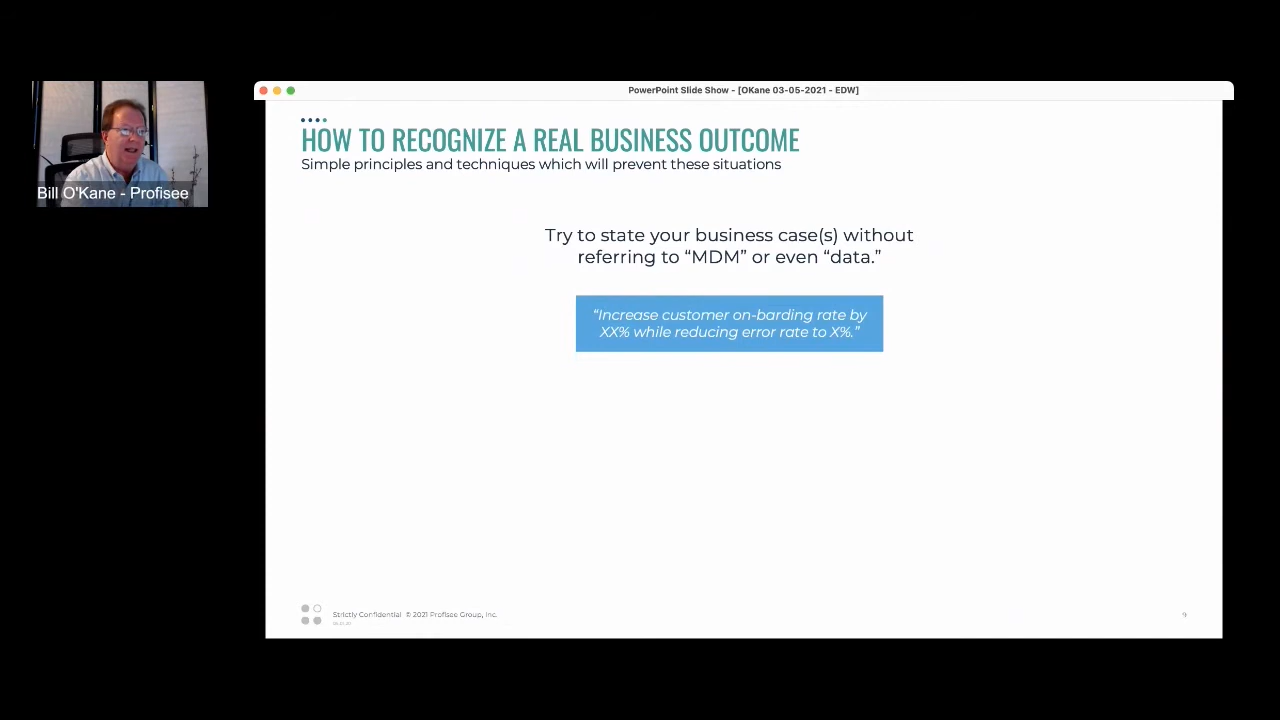 PowerPoint Slide Show - [OKane 03-05-2021 - EDW]
HOW TO RECOGNIZE A REAL BUSINESS OUTCOME
Simple principles and techniques which will prevent these situations
Bill O'Kane - Profisee
Try to state your business case(s) without
referring to “MDM” or even “data.”
“Increase customer on-barding rate by
XX% while reducing error rate to X%.”
Strictly Confidential © 2021 Profisee Group, Inc.
9